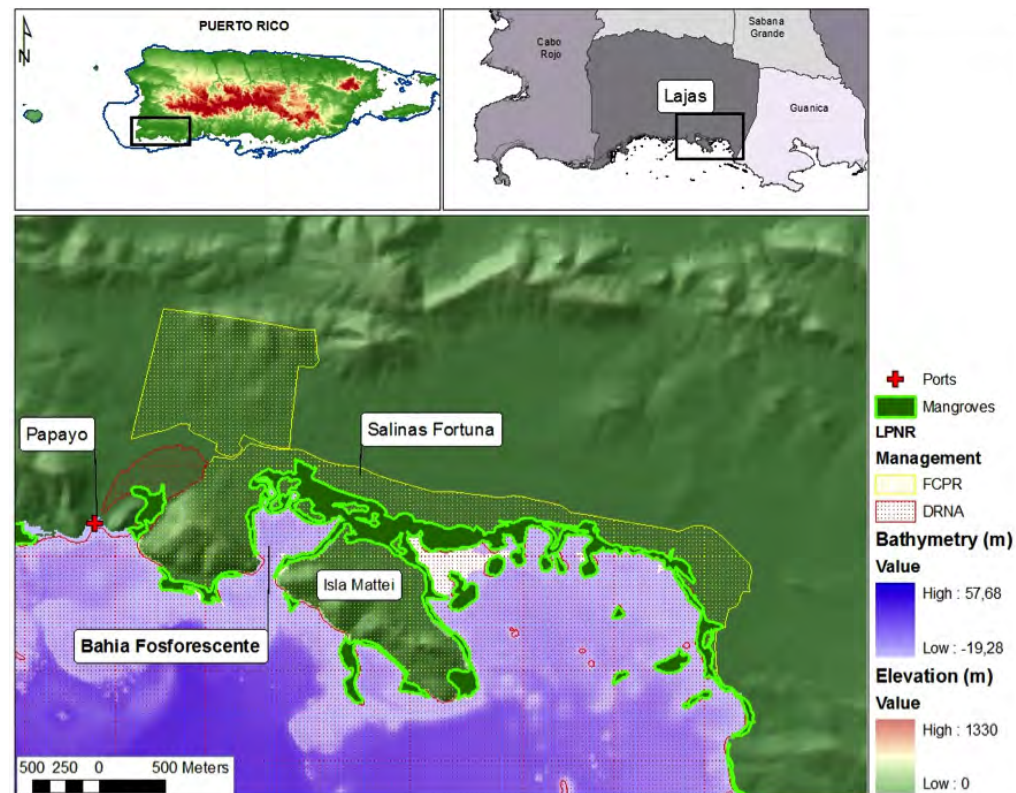 N
PUERTO RICO
Cabo
Rojo
Sabana
Grande
Lajas
Guanica
Papayo
Salinas Fortuna
Isla Mattei
Bahia Fosforescente
500 250 0 500 Meters
Ports
Mangroves
LPNR
Management
FCPR
DRNA
Bathymetry (m)
Value
High : 57,68
Low : -19,28
Elevation (m)
Value
High : 1330
Low : 0